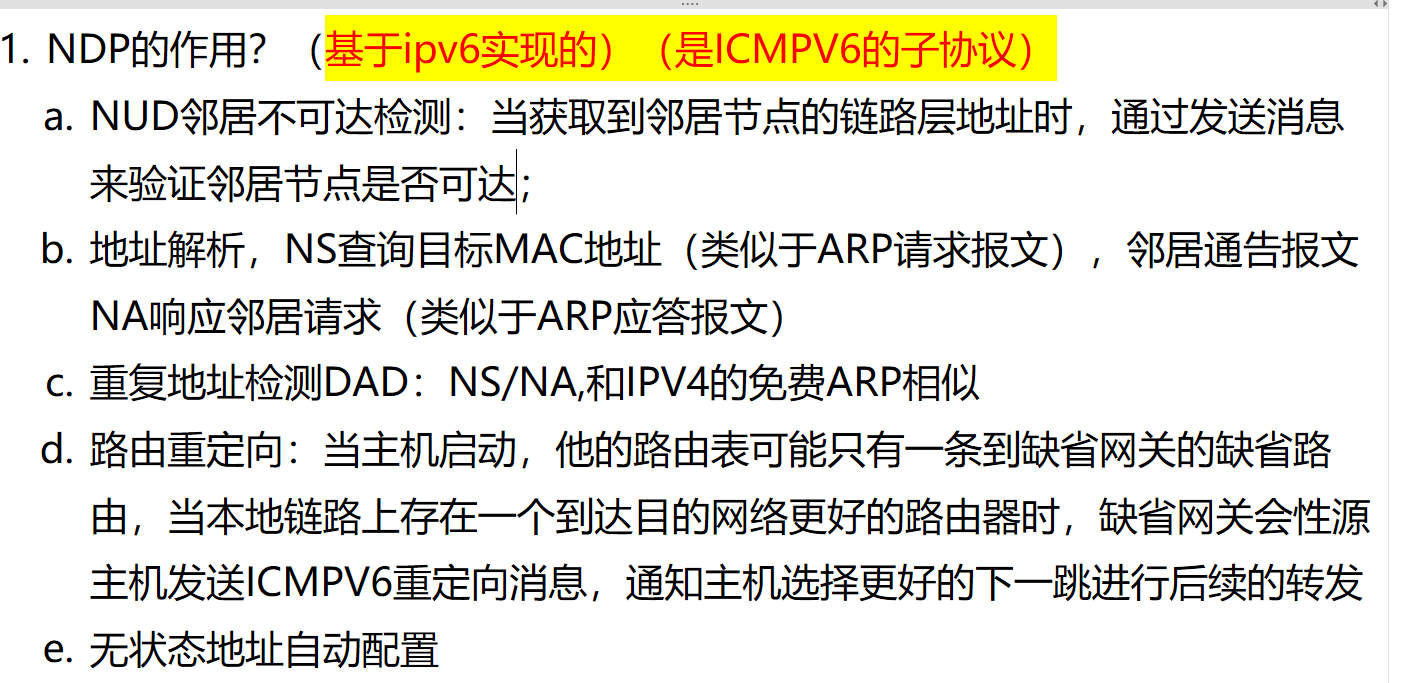 1. NDP的作用？（基于ipv6实现的）（是ICMPV6的子协议）
a. NUD邻居不可达检测：当获取到邻居节点的链路层地址时，通过发送消息
来验证邻居节点是否可达；
b. 地址解析，NS查询目标MAC地址（类似于ARP请求报文），邻居通告报文
NA响应邻居请求（类似于ARP应答报文）
c. 重复地址检测DAD：NS/NA,和IPV4的免费ARP相似
d. 路由重定向：当主机启动，他的路由表可能只有一条到缺省网关的缺省路
由，当本地链路上存在一个到达目的网络更好的路由器时，缺省网关会性源
主机发送ICMPV6重定向消息，通知主机选择更好的下一跳进行后续的转发
e. 无状态地址自动配置